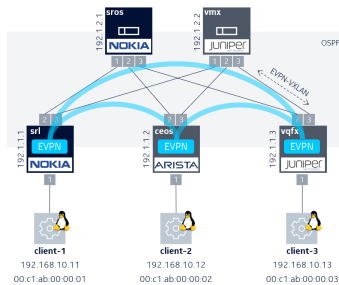 sros
192.1.2.1
NOKIA
1 2 3
vmx
192.1.2.2
JUNIPER
1 2 3
OSPF
EVPN-VXLAN
2 3
srl
EVPN
192.1.1.1
NOKIA
1
3
ceos
EVPN
192.1.1.2
ARISTA
1
2 3
vqfx
EVPN
192.1.1.3
JUNIPER
1
client-1
192.168.10.11
00:c1:ab:00:00:01
client-2
192.168.10.12
00:c1:ab:00:00:02
client-3
192.168.10.13
00:c1:ab:00:00:03